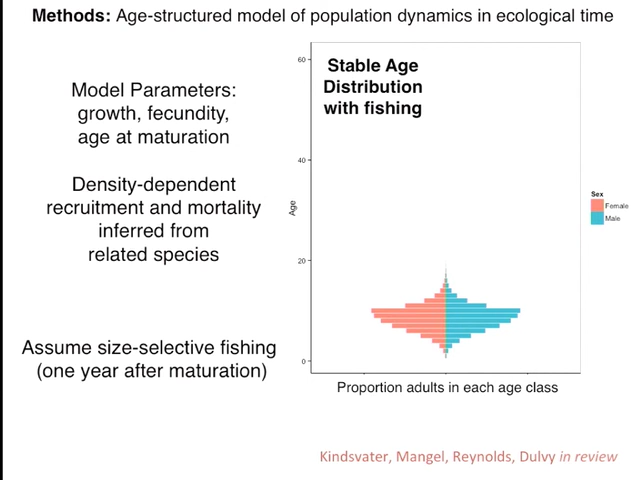 Methods: Age-structured model of population dynamics in ecological time
Model Parameters:
growth, fecundity,
age at maturation
Density-dependent
recruitment and mortality
inferred from
related species
Assume size-selective fishing
(one year after maturation)
Stable Age
Distribution
with fishing
60
40
20
0
Age
Proportion adults in each age class
Sex
Female
Male
Kindsvater, Mangel, Reynolds, Dulvy in review